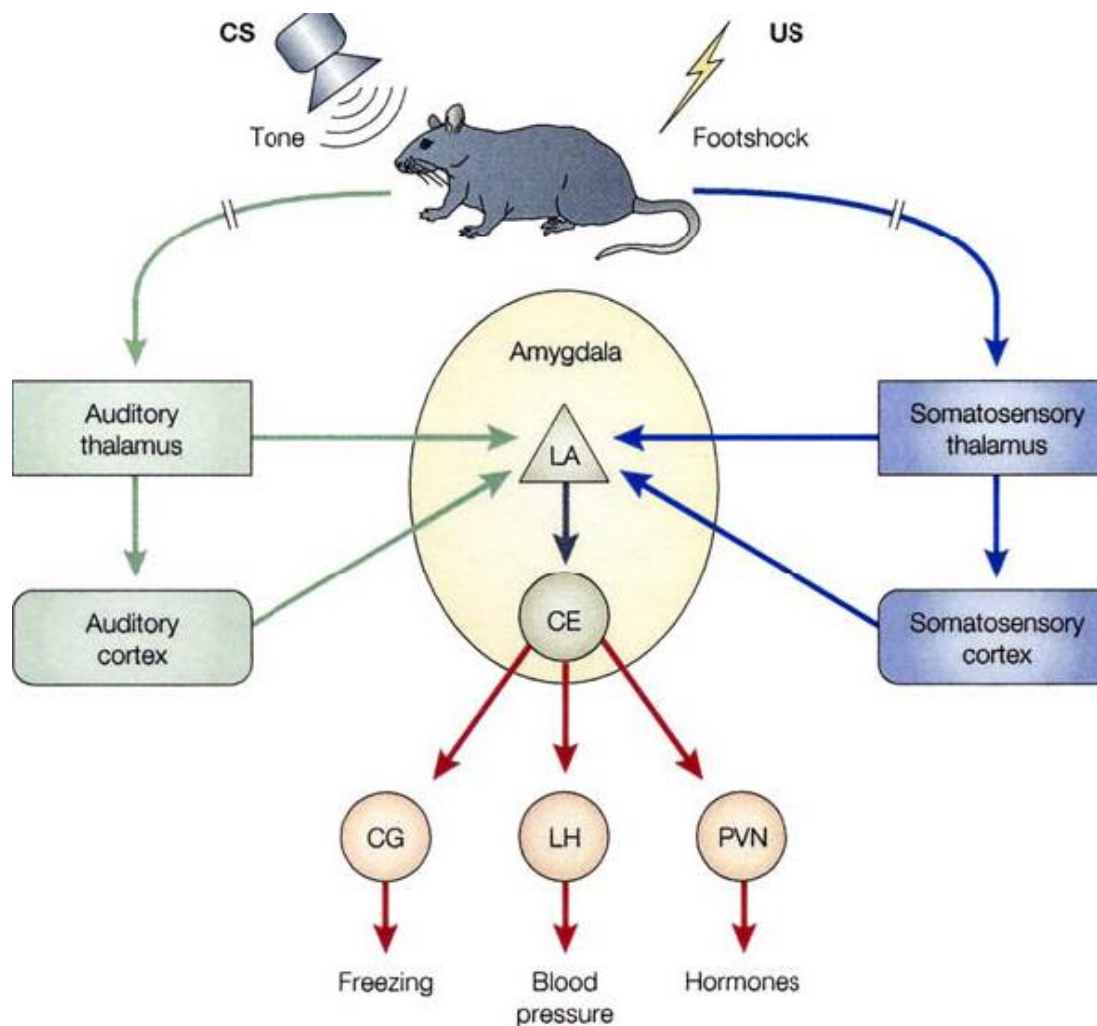 CS
US
Tone
Footshock
Amygdala
Auditory
thalamus
LA
Somatosensory
thalamus
Auditory
cortex
CE
Somatosensory
cortex
CG
LH
PVN
Freezing
Blood
pressure
Hormones